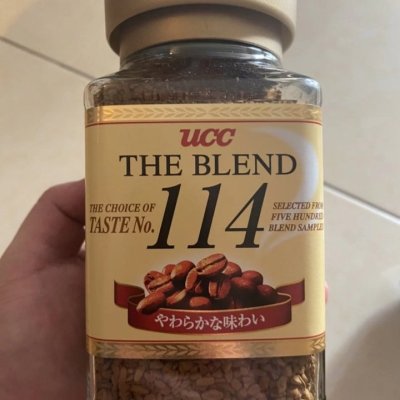 UCC
THE BLEND
THE CHOICE OF
TASTE No.
114
SELECTED FROM
FIVE HUNDRED
BLEND SAMPLES
やわらかな味わい